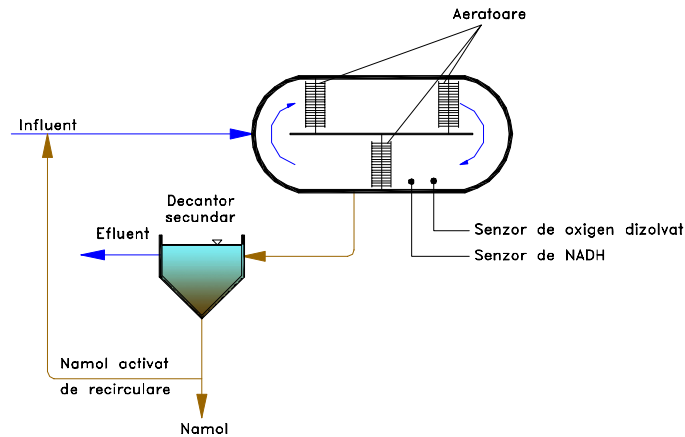 Aeratoare
Influent
Decantor
secundar
Efluent
Senzor de oxigen dizolvat
Senzor de NADH
Namol activat
de recirculare
Namol